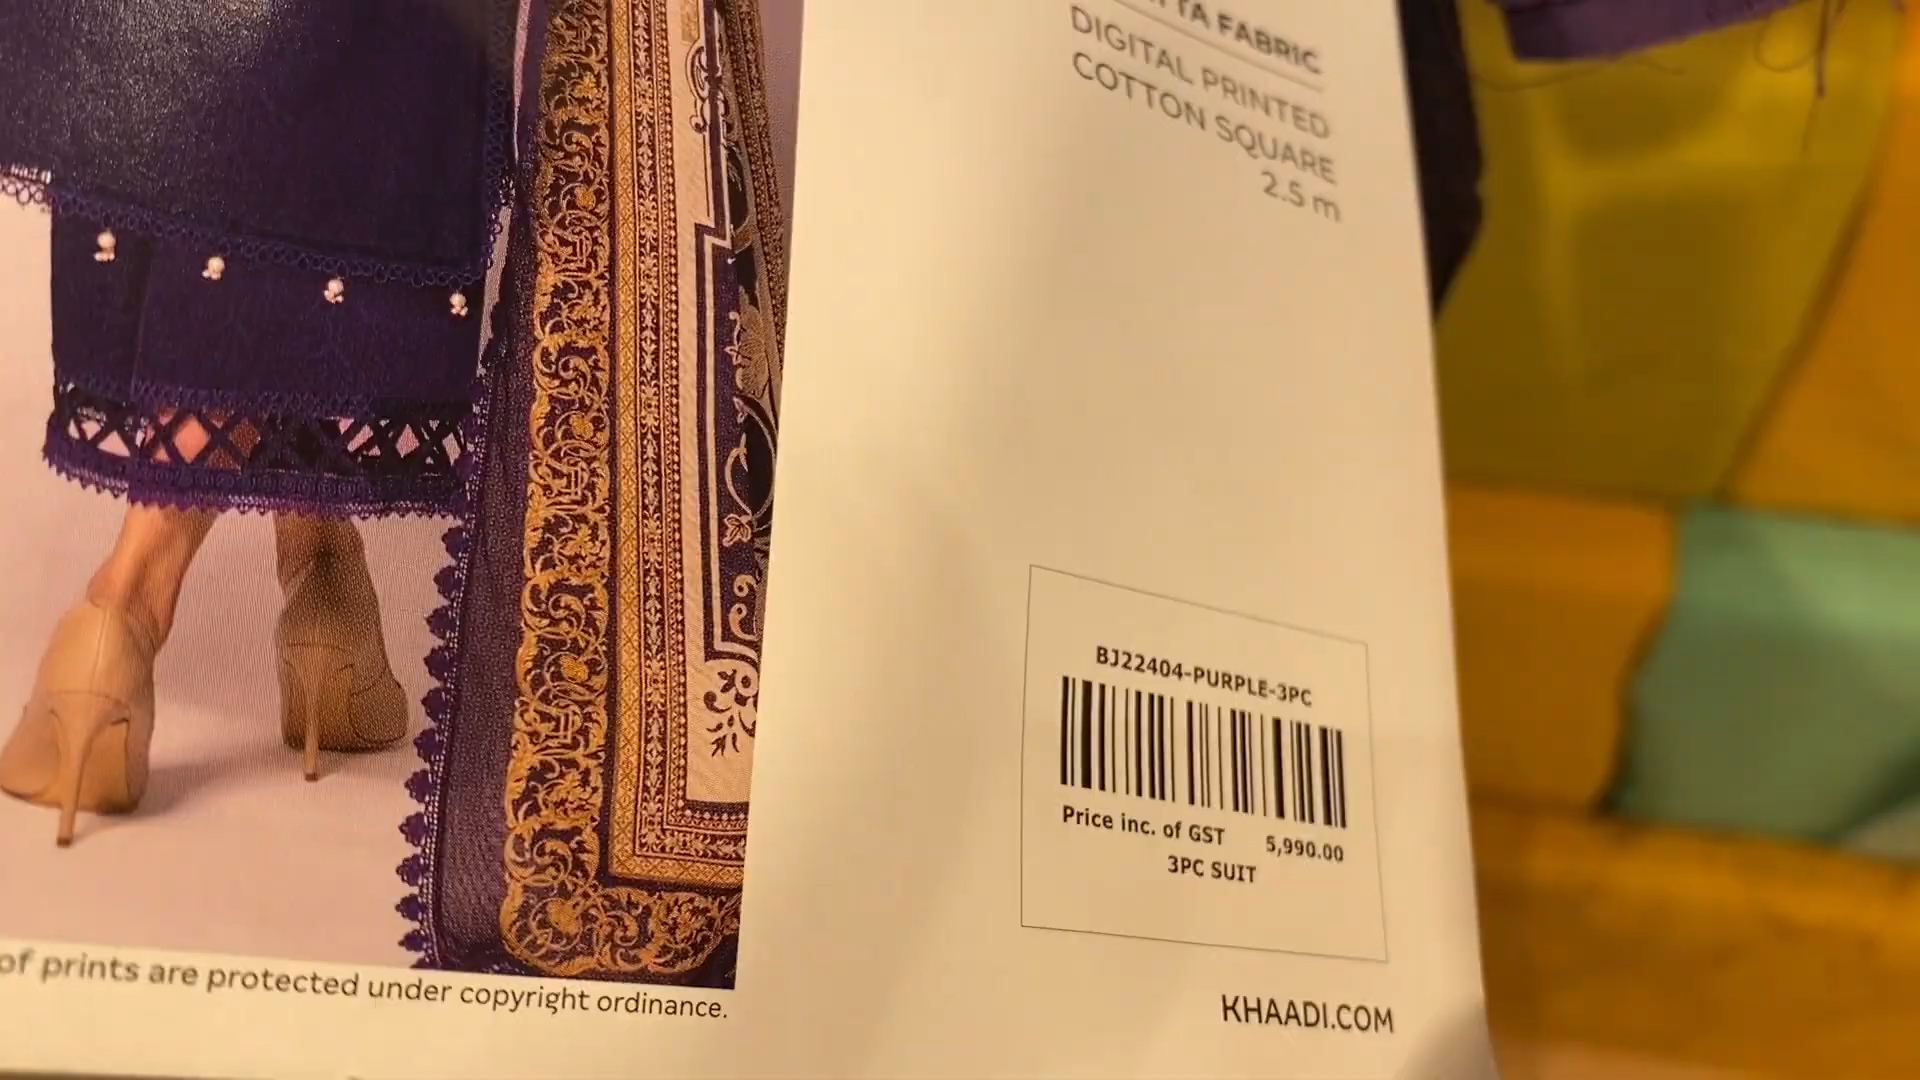 FABRIC
DIGITAL PRINTED
COTTON SQUARE
2.5 m
BJ22404-PURPLE-3PC
Price inc. of GST 5,990.00
3PC SUIT
of prints are protected under copyright ordinance.
KHAADI.COM